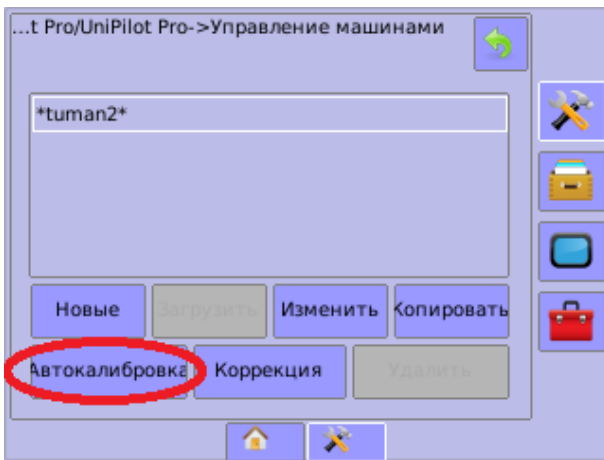 ...t Pro/UniPilot Pro->Управление машинами
*tuman2*
Новые Загрузить Изменить Копировать
Автокалибровка Коррекция Удалить